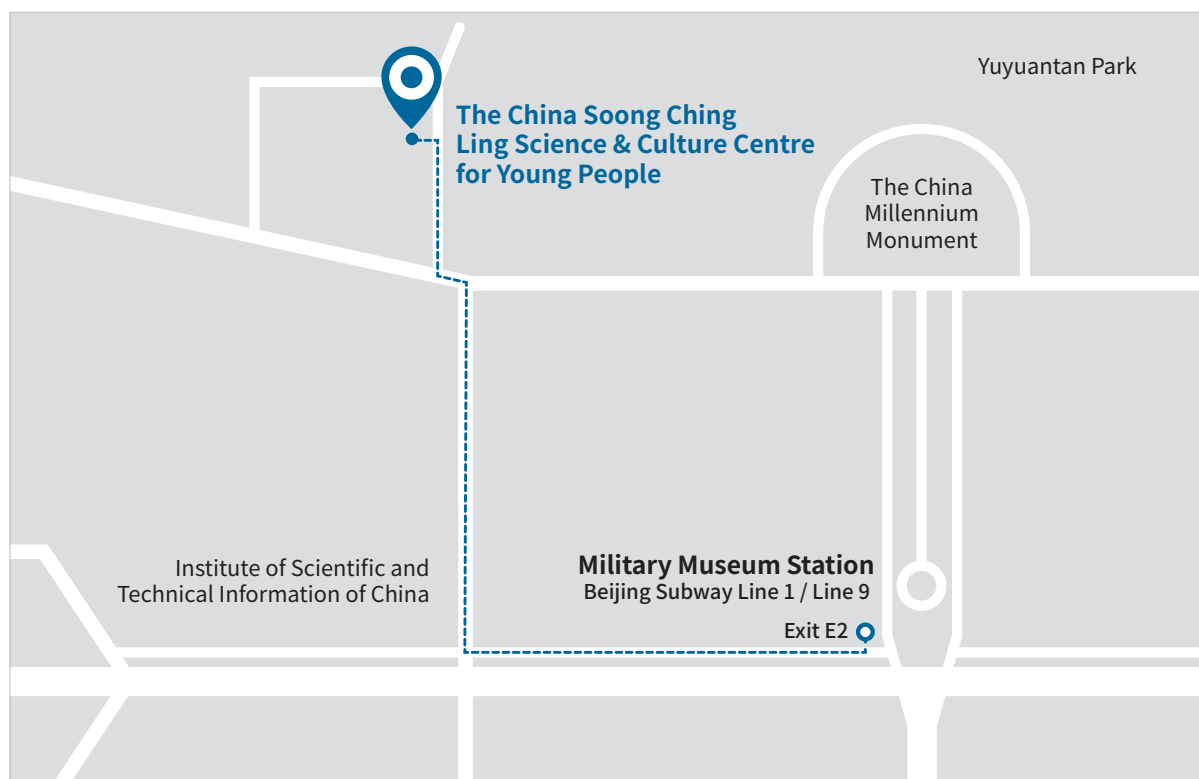 Yuyuantan Park
The China Soong Ching
Ling Science & Culture Centre
for Young People
The China
Millennium
Monument
Institute of Scientific and
Technical Information of China
Military Museum Station
Beijing Subway Line 1 / Line 9
Exit E2